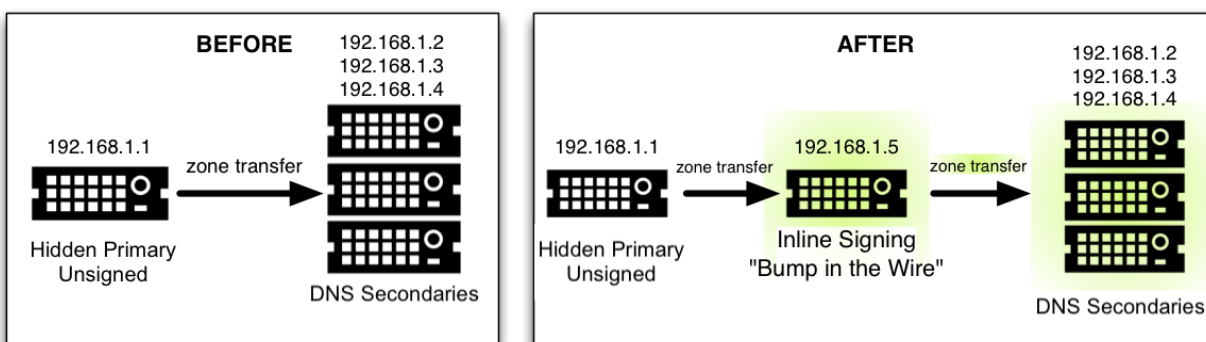 BEFORE
192.168.1.2
192.168.1.3
192.168.1.4
192.168.1.1
zone transfer
Hidden Primary
Unsigned
DNS Secondaries
AFTER
192.168.1.2
192.168.1.3
192.168.1.4
192.168.1.1
zone transfer
192.168.1.5
zone transfer
Hidden Primary
Unsigned
Inline Signing
"Bump in the Wire"
DNS Secondaries